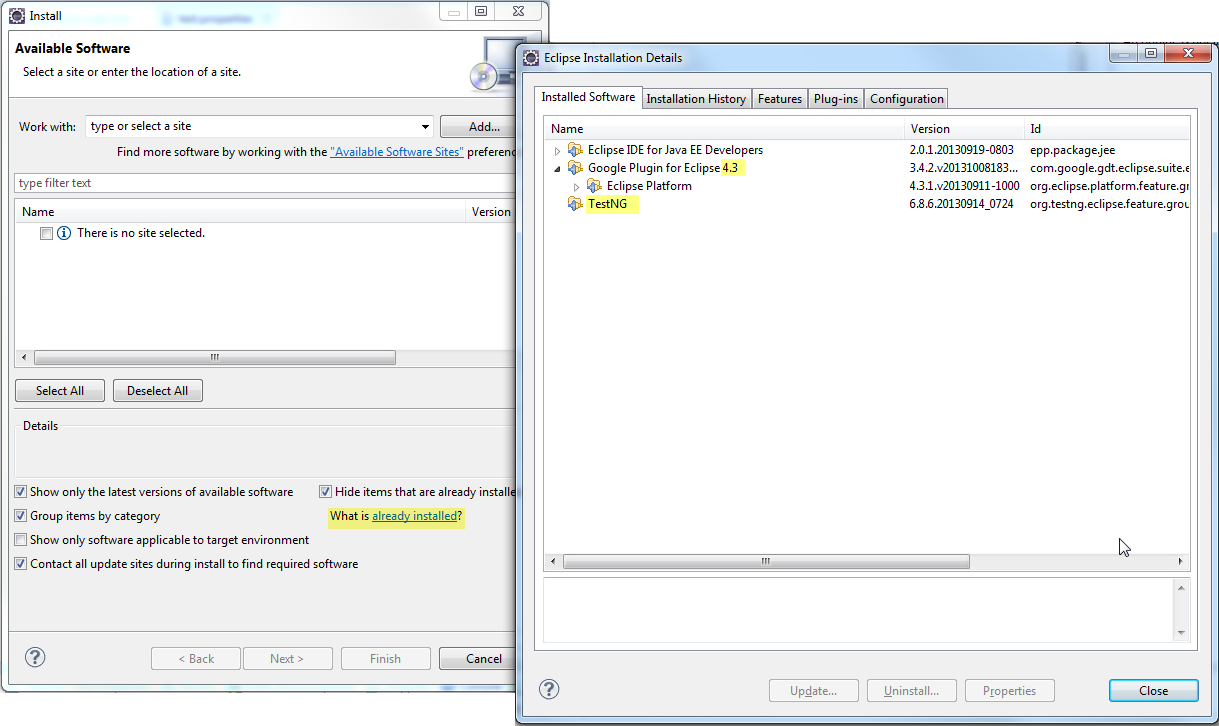 Install
Available Software
Select a site or enter the location of a site.
Work with:
type or select a site
Add...
Find more software by working with the "Available Software Sites" preferenc
type filter text
Name
Version
There is no site selected.
Select All
Deselect All
Details
Show only the latest versions of available software
Hide items that are already installe
Group items by category
What is already installed?
Show only software applicable to target environment
Contact all update sites during install to find required software
< Back
Next >
Finish
Cancel
Eclipse Installation Details
Installed Software
Installation History
Features
Plug-ins
Configuration
Name Version Id
Eclipse IDE for Java EE Developers 2.0.1.20130919-0803 epp.package.jee
Google Plugin for Eclipse 4.3 3.4.2.v20131008183... com.google.gdt.eclipse.suite.e
Eclipse Platform 4.3.1.v20130911-1000 org.eclipse.platform.feature.gr
TestNG 6.8.6.20130914_0724 org.testng.eclipse.feature.grou
Update...
Uninstall...
Properties
Close